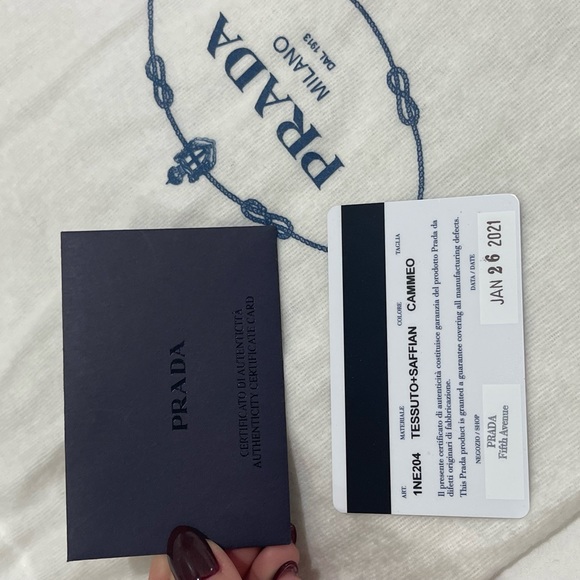 PRADA
MILANO
DAL 1913
PRADA
PRADA
CERTIFICATO DI AUTENTICITÀ
AUTHENTICITY CERTIFICATE CARD
ART. MATERIALE COLORE TAGLIA
1NE204 TESSUTO+SAFFIAN CAMMEO
Il presente certificato di autenticità costituisce garanzia del prodotto Prada da
difetti originari di fabbricazione.
This Prada product is granted a guarantee covering all manufacturing defects.
NEGOZIO / SHOP DATA / DATE
PRADA
Fifth Avenue
JAN 26 2021